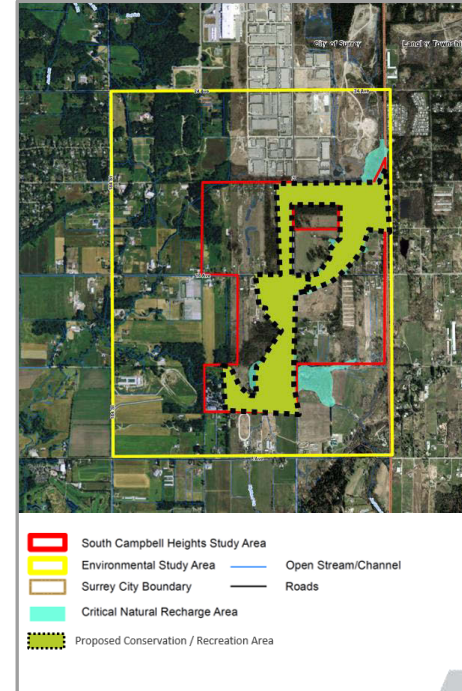 City of Surrey
Langley Township
South Campbell Heights Study Area
Environmental Study Area
Open Stream/Channel
Surrey City Boundary
Roads
Critical Natural Recharge Area
Proposed Conservation / Recreation Area